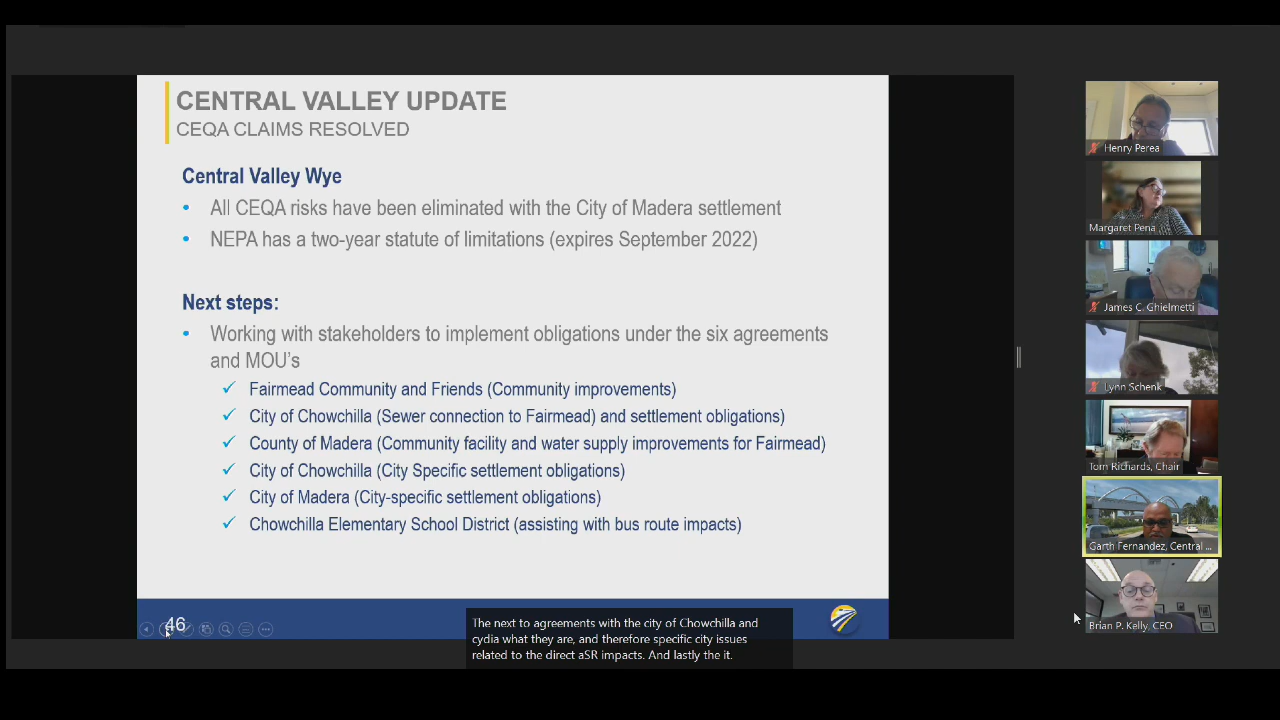 CENTRAL VALLEY UPDATE
CEQA CLAIMS RESOLVED
Central Valley Wye
• All CEQA risks have been eliminated with the City of Madera settlement
• NEPA has a two-year statute of limitations (expires September 2022)
Next steps:
• Working with stakeholders to implement obligations under the six agreements
and MOU's
✓ Fairmead Community and Friends (Community improvements)
✓ City of Chowchilla (Sewer connection to Fairmead) and settlement obligations)
✓ County of Madera (Community facility and water supply improvements for Fairmead)
✓ City of Chowchilla (City Specific settlement obligations)
✓ City of Madera (City-specific settlement obligations)
✓ Chowchilla Elementary School District (assisting with bus route impacts)
46
The next to agreements with the city of Chowchilla and
cydia what they are, and therefore specific city issues
related to the direct aSR impacts. And lastly the it.
Henry Perea
Margaret Pena
James C. Ghielmetti
Lynn Schenk
Tom Richards, Chair
Garth Fernandez, Central ...
Brian P. Kelly, CEO